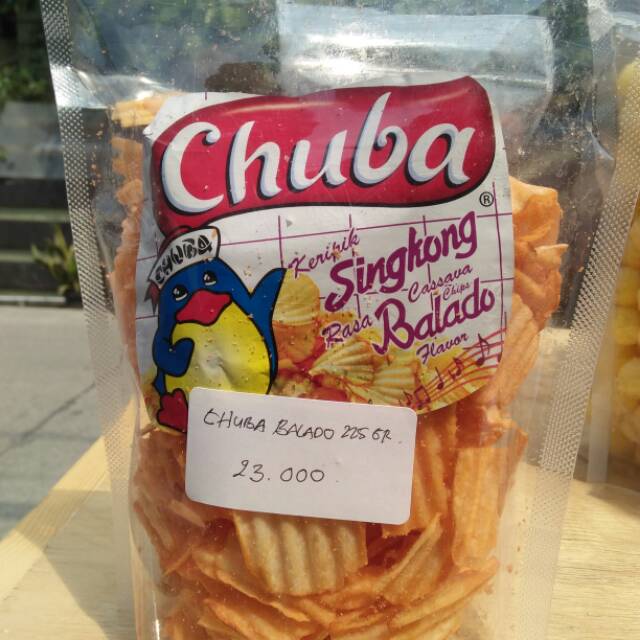 Chuba
®
CHUBA
Keripik
Singkong
Cassava
Chips
Rasa
Balado
Flavor
CHUBA BALADO 225 GR.
23.000